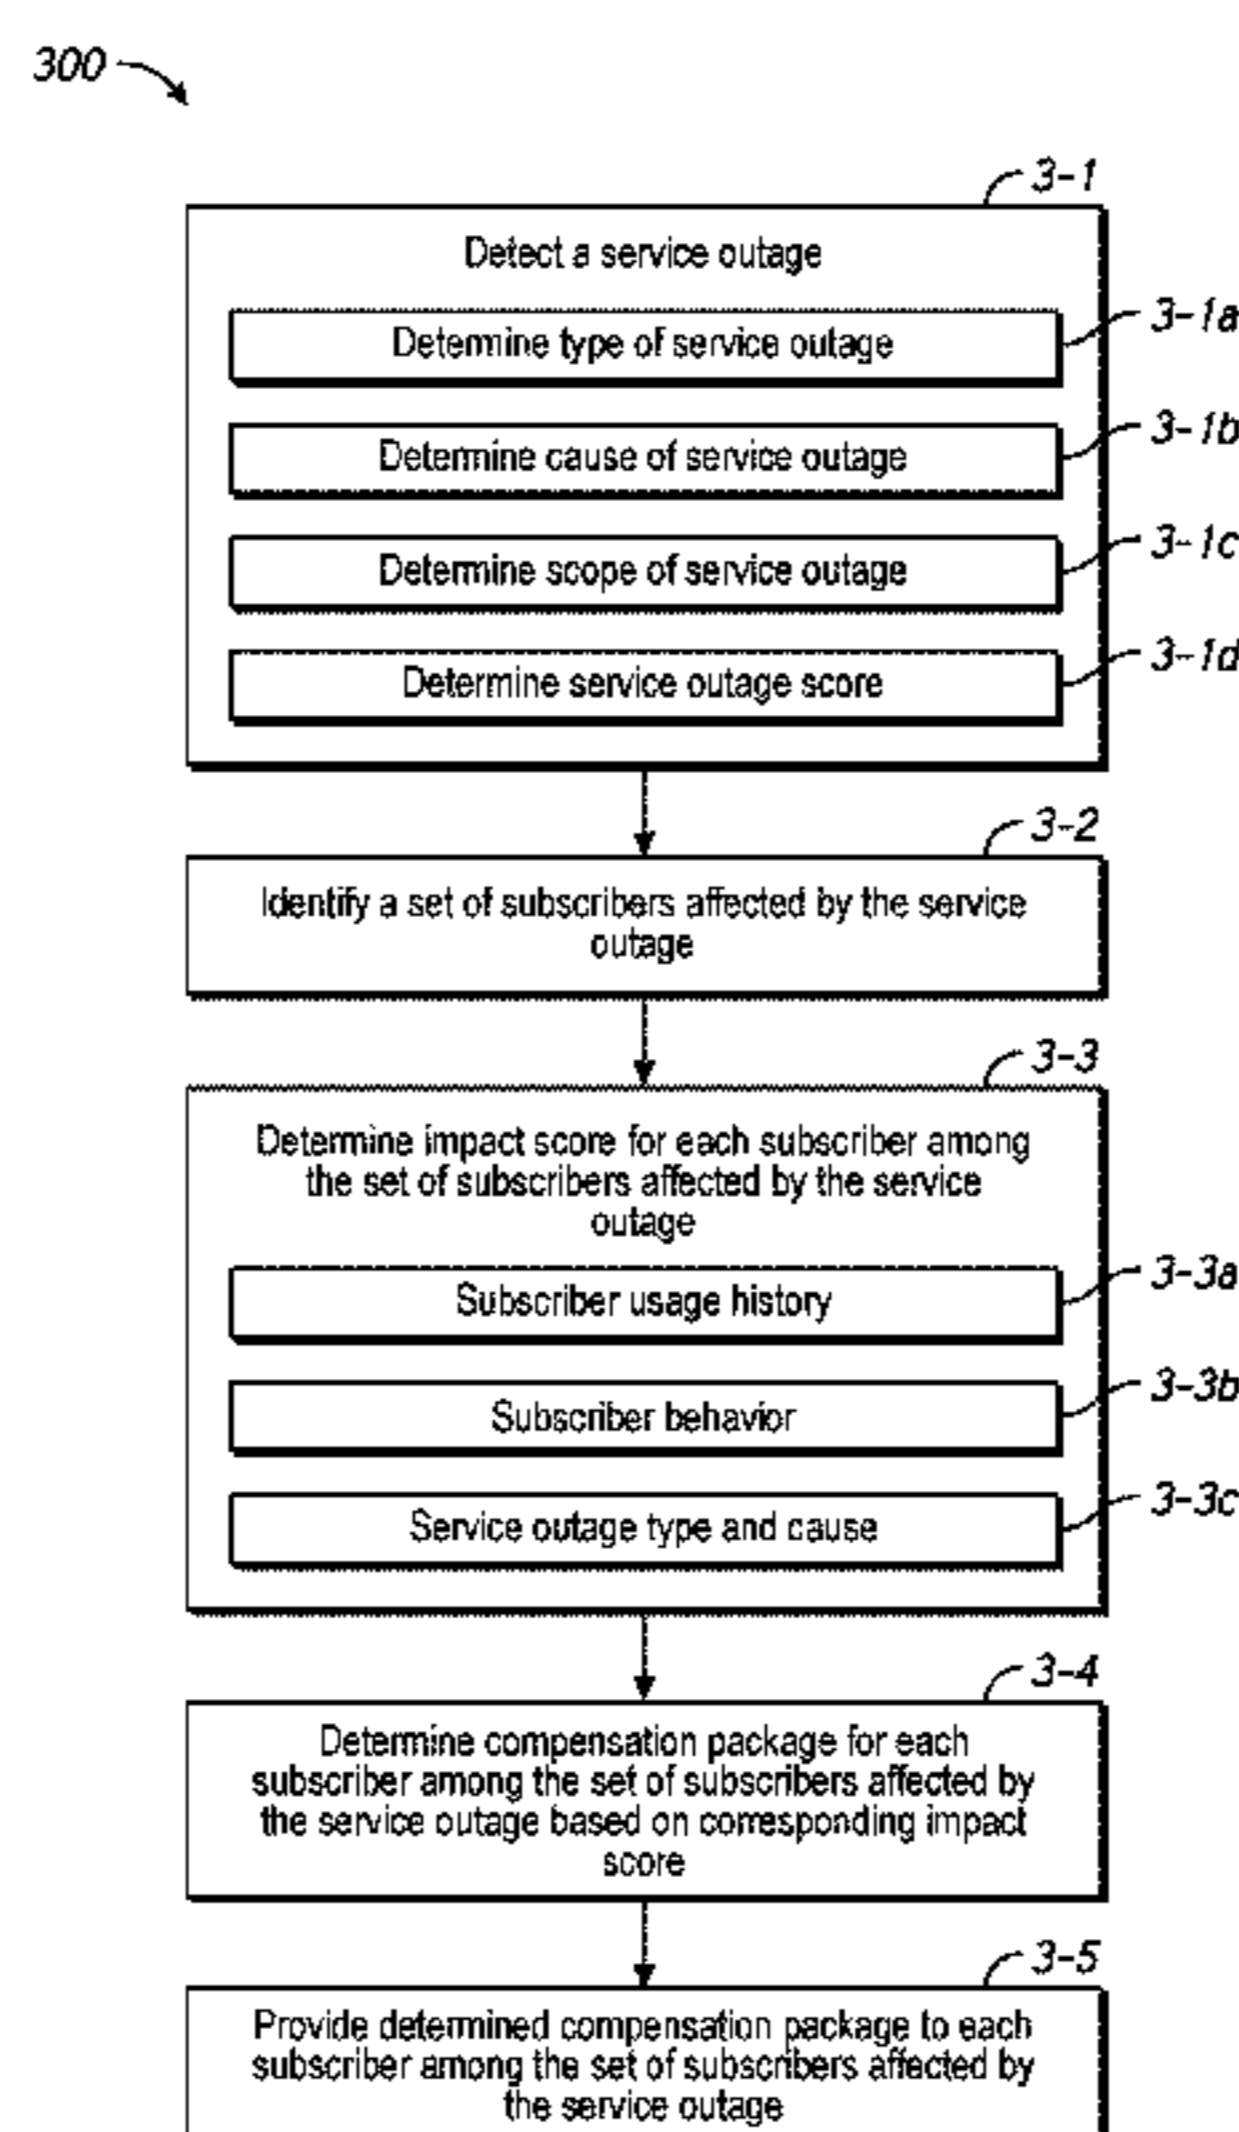 300
3-1
Detect a service outage
3-1a
Determine type of service outage
3-1b
Determine cause of service outage
3-1c
Determine scope of service outage
3-1d
Determine service outage score
3-2
Identify a set of subscribers affected by the service
outage
3-3
Determine impact score for each subscriber among
the set of subscribers affected by the service
outage
3-3a
Subscriber usage history
3-3b
Subscriber behavior
3-3c
Service outage type and cause
3-4
Determine compensation package for each
subscriber among the set of subscribers affected by
the service outage based on corresponding impact
score
3-5
Provide determined compensation package to each
subscriber among the set of subscribers affected by
the service outage